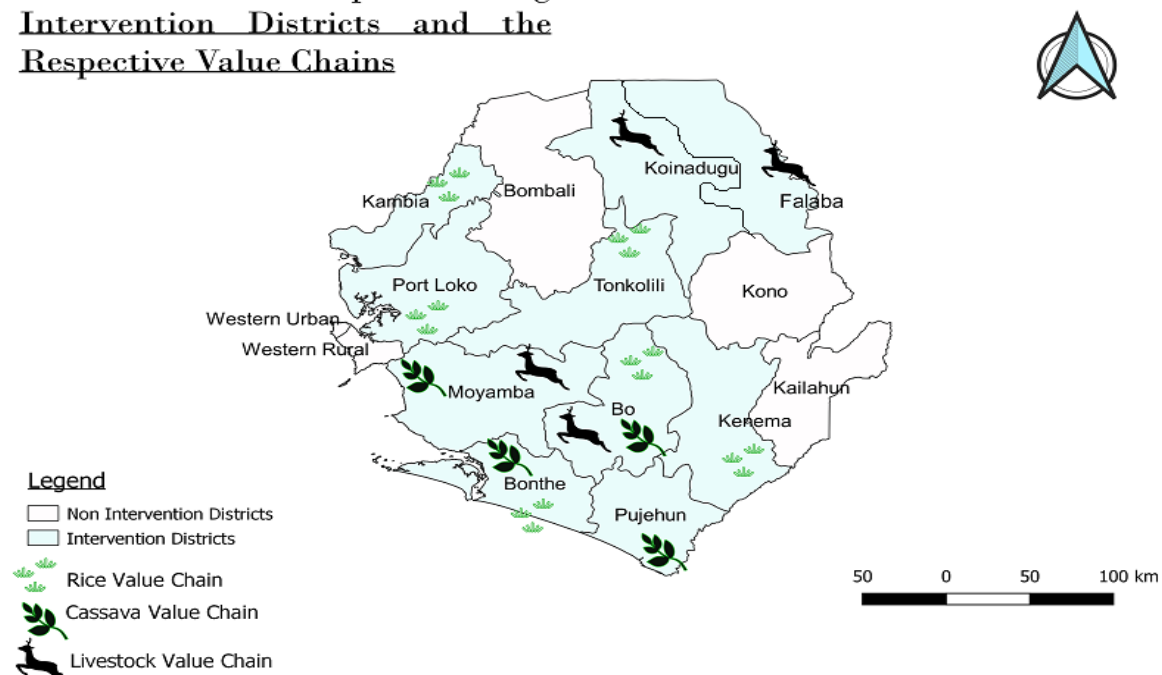 Intervention Districts and the
Respective Value Chains
Koinadugu
Bombali
Kambia
Falaba
Port Loko
Tonkolili
Kono
Western Urban
Western Rural
Moyamba
Kailahun
Bo
Kenema
Bonthe
Pujehun
Legend
Non Intervention Districts
Intervention Districts
Rice Value Chain
Cassava Value Chain
Livestock Value Chain
50 0 50 100 km